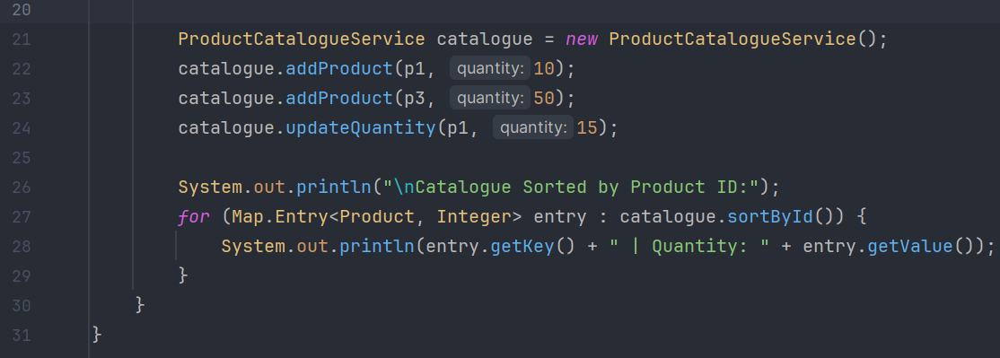 20
21 ProductCatalogueService catalogue = new ProductCatalogueService();
22 catalogue.addProduct(p1, quantity: 10);
23 catalogue.addProduct(p3, quantity: 50);
24 catalogue.updateQuantity(p1, quantity: 15);
25
26 System.out.println("\nCatalogue Sorted by Product ID:");
27 for (Map.Entry<Product, Integer> entry : catalogue.sortById()) {
28 System.out.println(entry.getKey() + " | Quantity: " + entry.getValue());
29 }
30 }
31 }